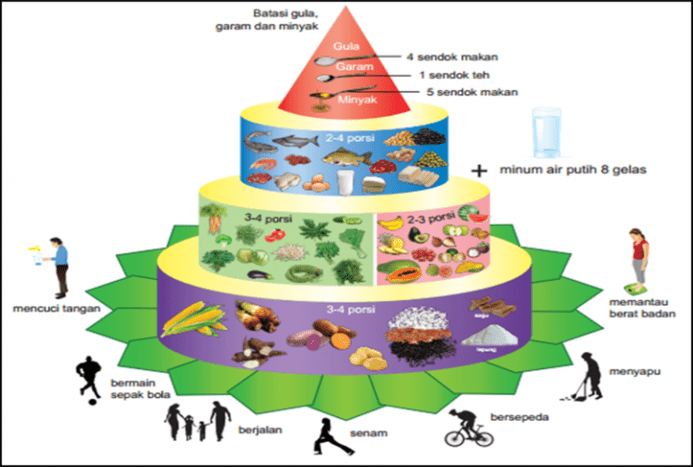 Batasi gula,
garam dan minyak
Gula
4 sendok makan
Garam
1 sendok teh
Minyak
5 sendok makan
2-4 porsi
+ minum air putih 8 gelas
3-4 porsi
2-3 porsi
3-4 porsi
sagu
tepung
mencuci tangan
memantau
berat badan
bermain
sepak bola
menyapu
berjalan
senam
bersepeda